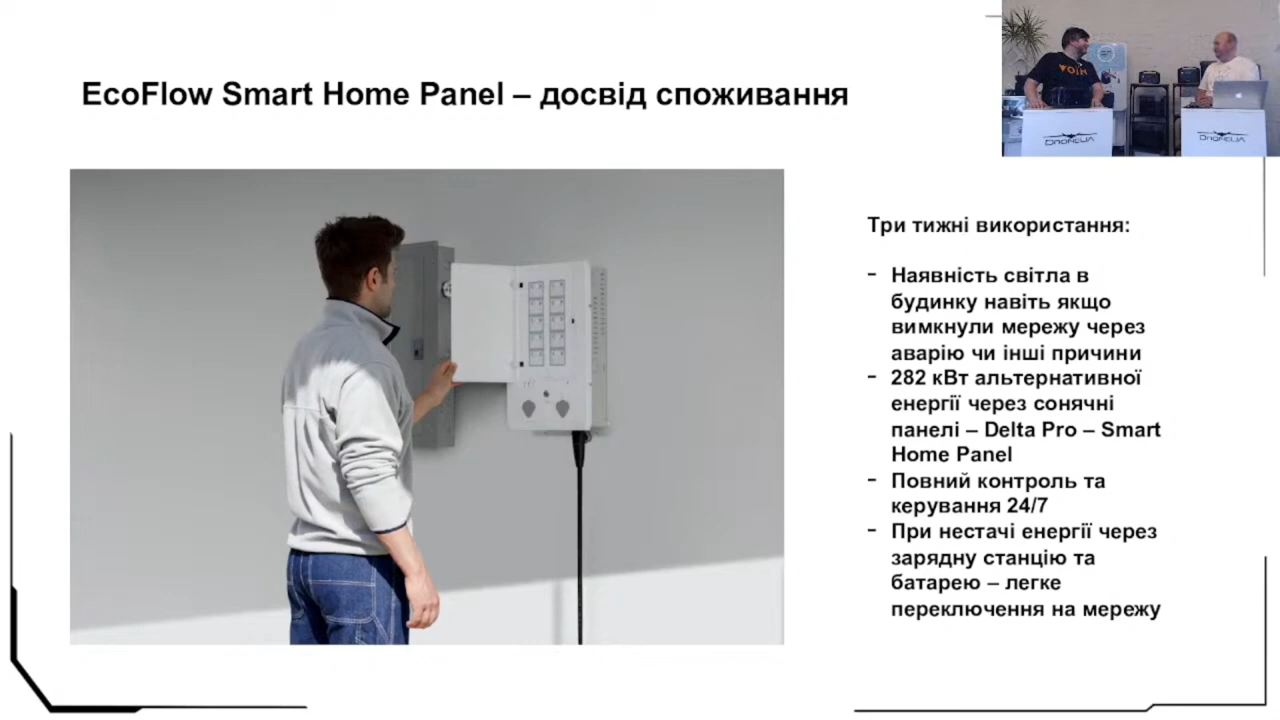 EcoFlow Smart Home Panel – досвід споживання
DRONEUA
DRONEUA
Три тижні використання:
- Наявність світла в
будинку навіть якщо
вимкнули мережу через
аварію чи інші причини
- 282 кВт альтернативної
енергії через сонячні
панелі – Delta Pro – Smart
Home Panel
- Повний контроль та
керування 24/7
- При нестачі енергії через
зарядну станцію та
батарею – легке
переключення на мережу